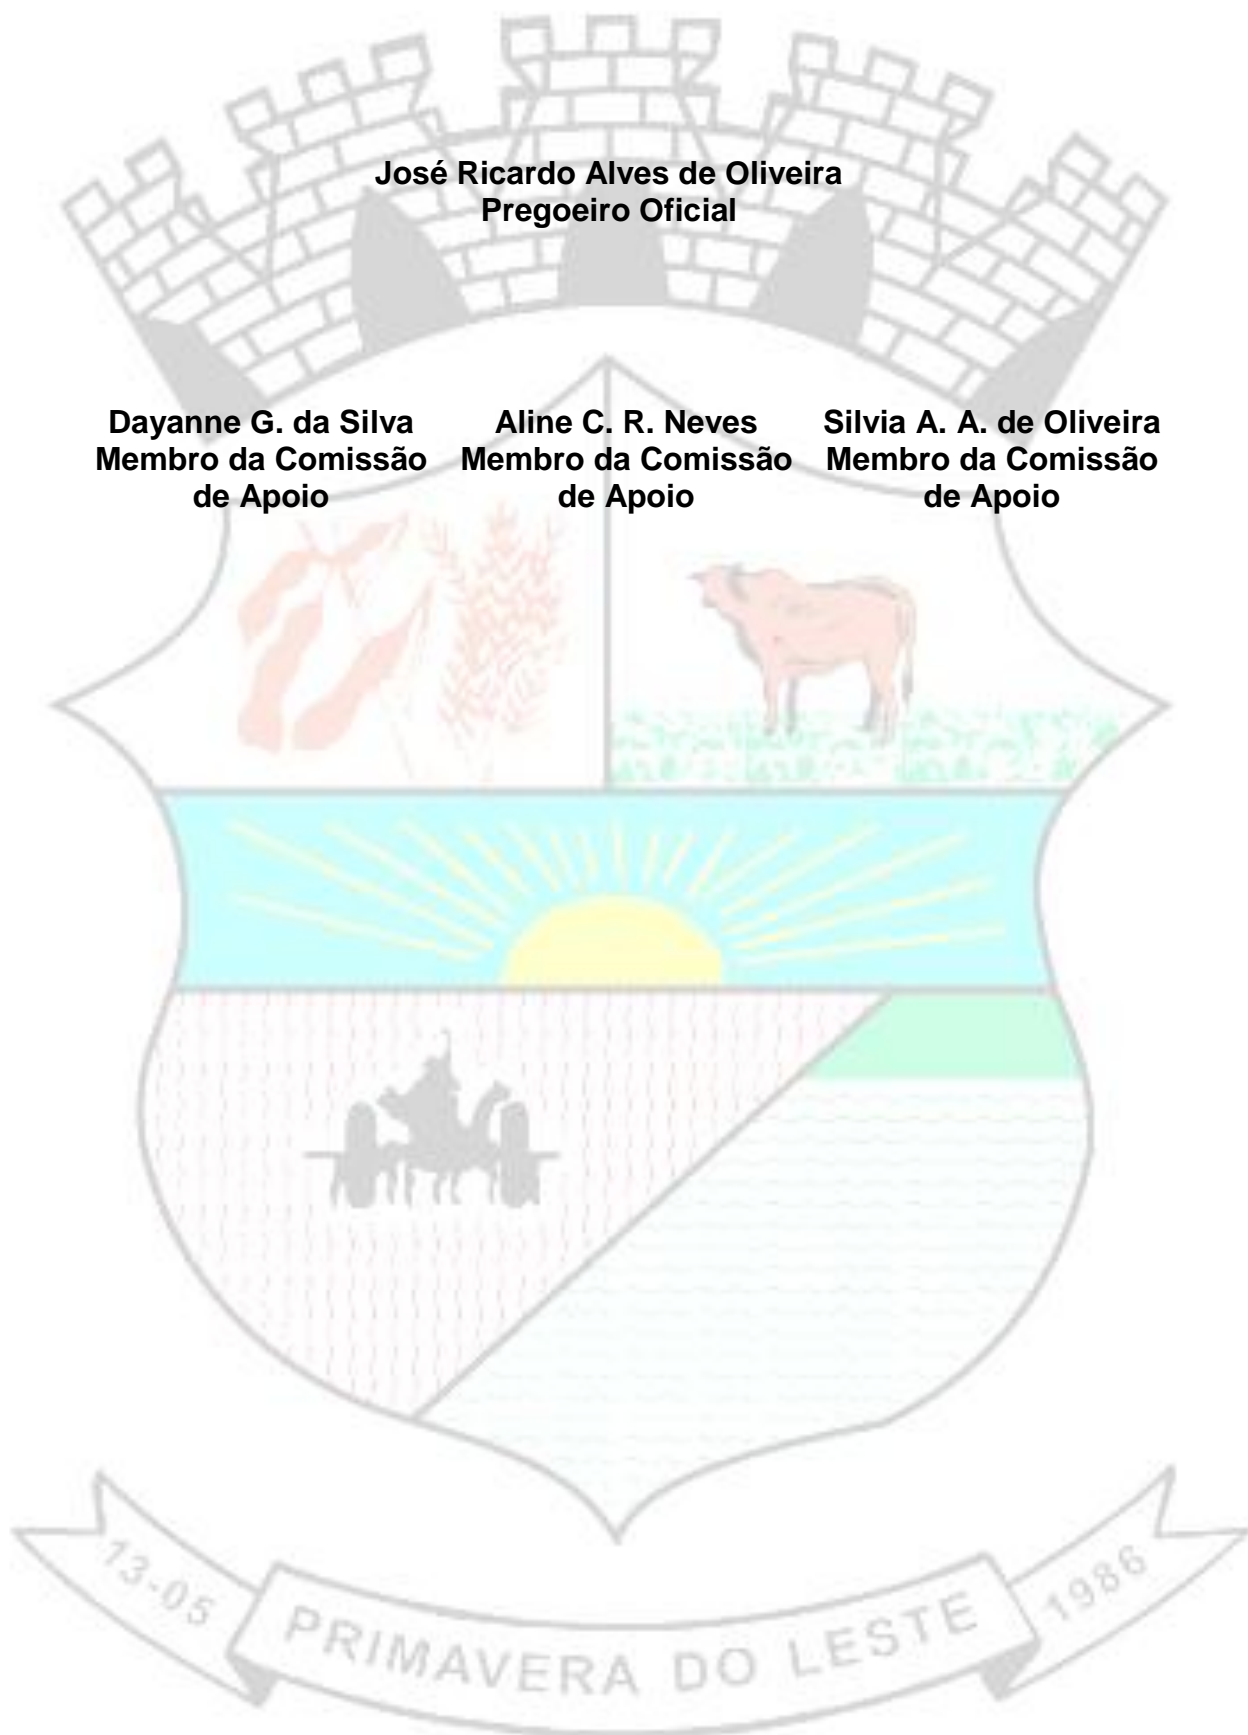 José Ricardo Alves de Oliveira
Pregoeiro Oficial
Dayanne G. da Silva
Membro da Comissão
de Apoio
Aline C. R. Neves
Membro da Comissão
de Apoio
Silvia A. A. de Oliveira
Membro da Comissão
de Apoio
13-05
PRIMAVERA DO LESTE
1986